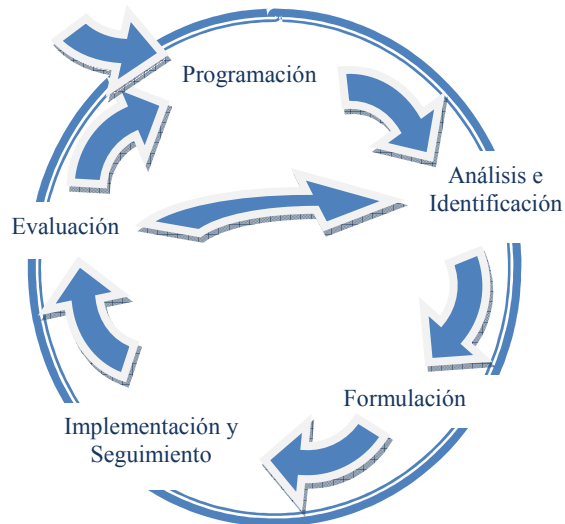 Programación
Análisis e
Identificación
Evaluación
Formulación
Implementación y
Seguimiento